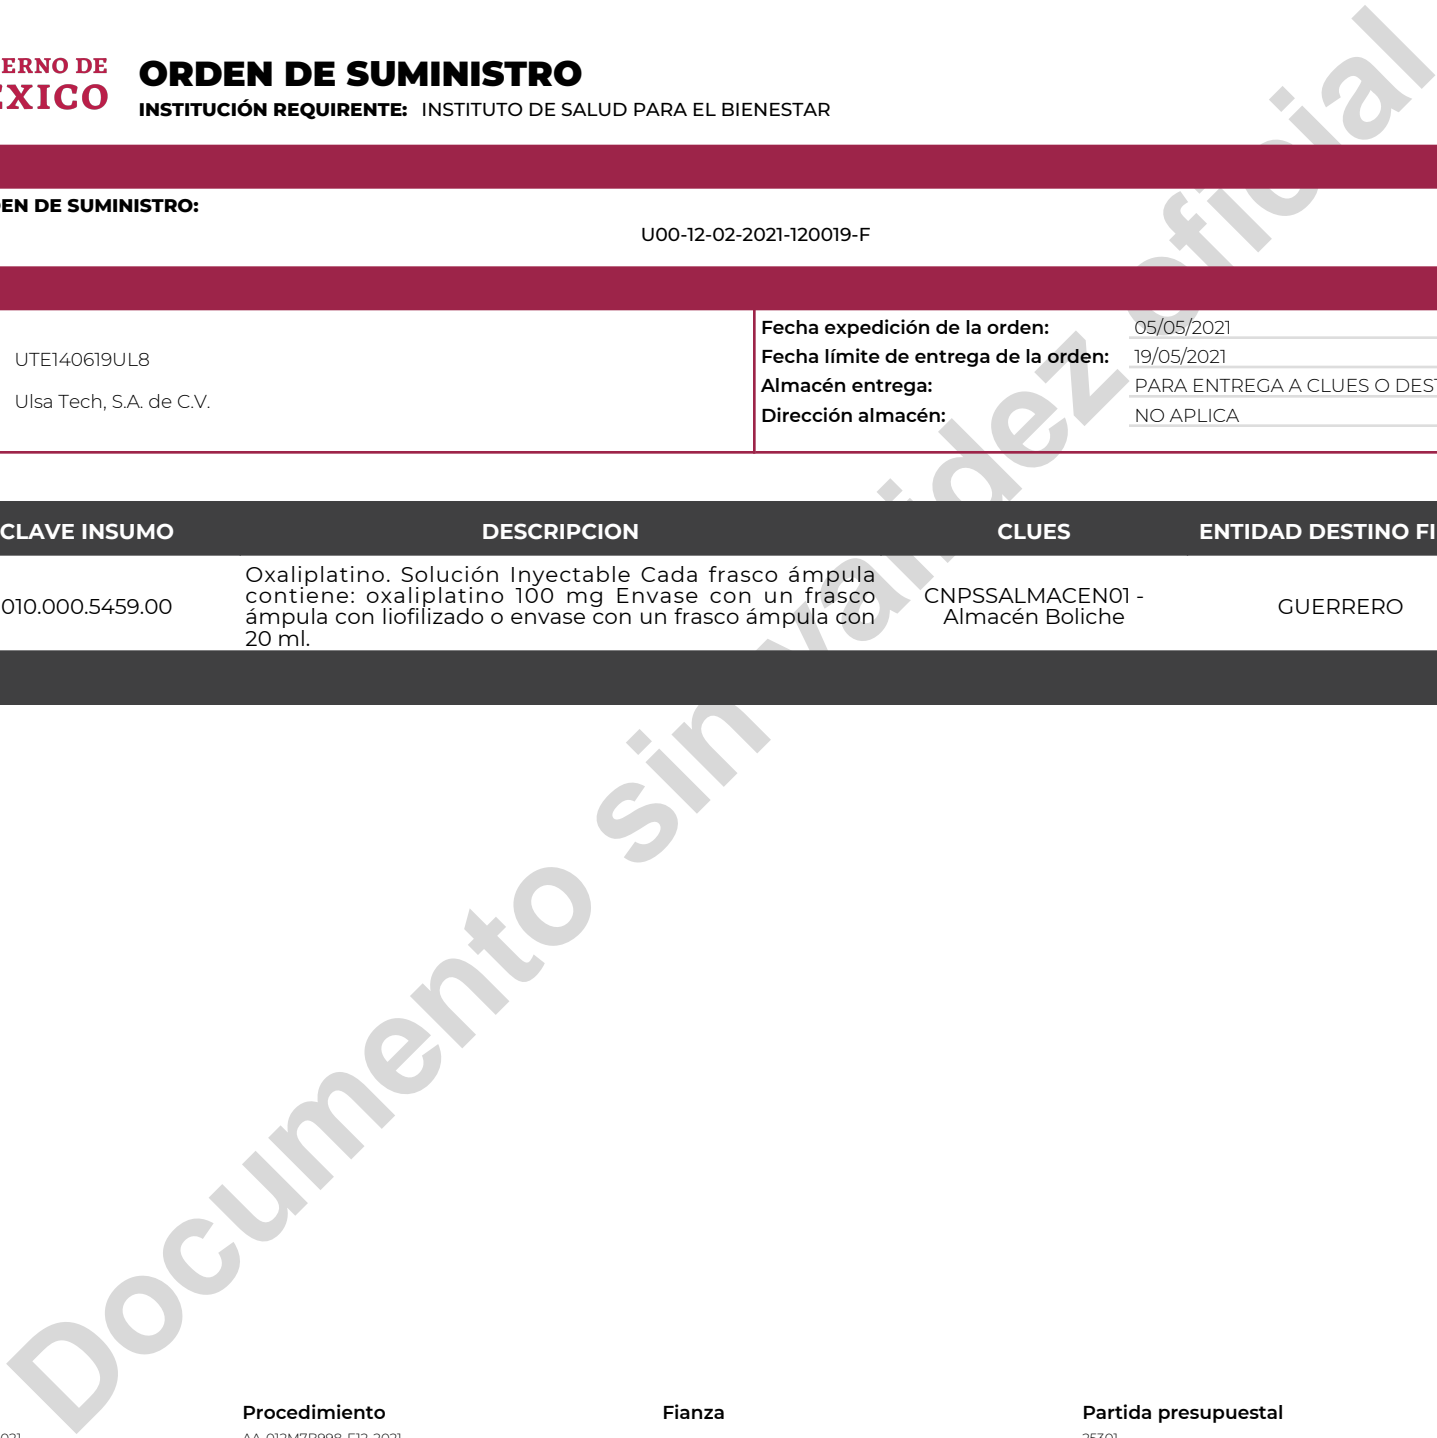 ERNO DE
ÉXICO
ORDEN DE SUMINISTRO
INSTITUCIÓN REQUIRENTE: INSTITUTO DE SALUD PARA EL BIENESTAR
EN DE SUMINISTRO:
U00-12-02-2021-120019-F
UTE140619UL8
Ulsa Tech, S.A. de C.V.
Fecha expedición de la orden: 05/05/2021
Fecha límite de entrega de la orden: 19/05/2021
Almacén entrega: PARA ENTREGA A CLUES O DEST
Dirección almacén: NO APLICA
CLAVE INSUMO DESCRIPCION CLUES ENTIDAD DESTINO FI
010.000.5459.00
Oxaliplatino. Solución Inyectable Cada frasco ámpula
contiene: oxaliplatino 100 mg Envase con un frasco
ámpula con liofilizado o envase con un frasco ámpula con
20 ml.
CNPSSALMACEN01 -
Almacén Boliche
GUERRERO
Documento sin validez oficial
Procedimiento Fianza Partida presupuestal